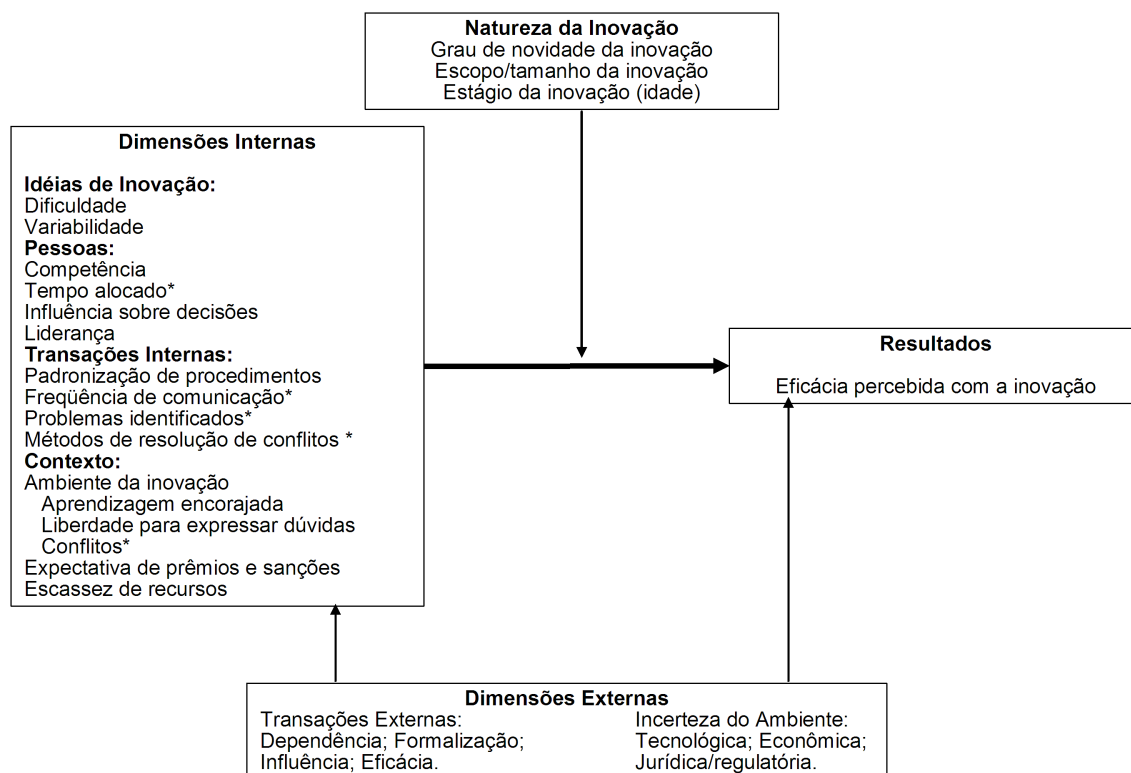 Natureza da Inovação
Grau de novidade da inovação
Escopo/tamanho da inovação
Estágio da inovação (idade)
Dimensões Internas
Idéias de Inovação:
Dificuldade
Variabilidade
Pessoas:
Competência
Tempo alocado*
Influência sobre decisões
Liderança
Transações Internas:
Padronização de procedimentos
Freqüência de comunicação*
Problemas identificados*
Métodos de resolução de conflitos *
Contexto:
Ambiente da inovação
Aprendizagem encorajada
Liberdade para expressar dúvidas
Conflitos*
Expectativa de prêmios e sanções
Escassez de recursos
Resultados
Eficácia percebida com a inovação
Dimensões Externas
Transações Externas:
Dependência; Formalização;
Influência; Eficácia.
Incerteza do Ambiente:
Tecnológica; Econômica;
Jurídica/regulatória.